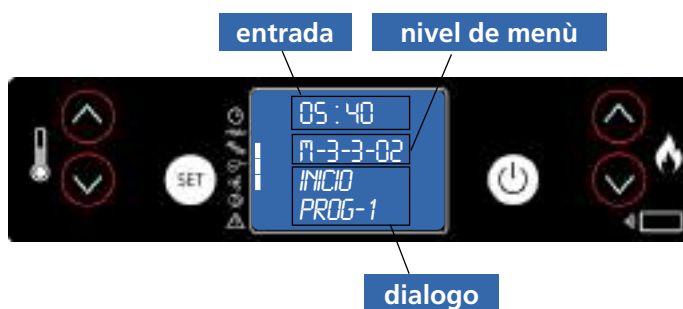 entrada
nivel de menù
05:40
M-3-3-02
SET
INICIO
PROG-1
dialogo